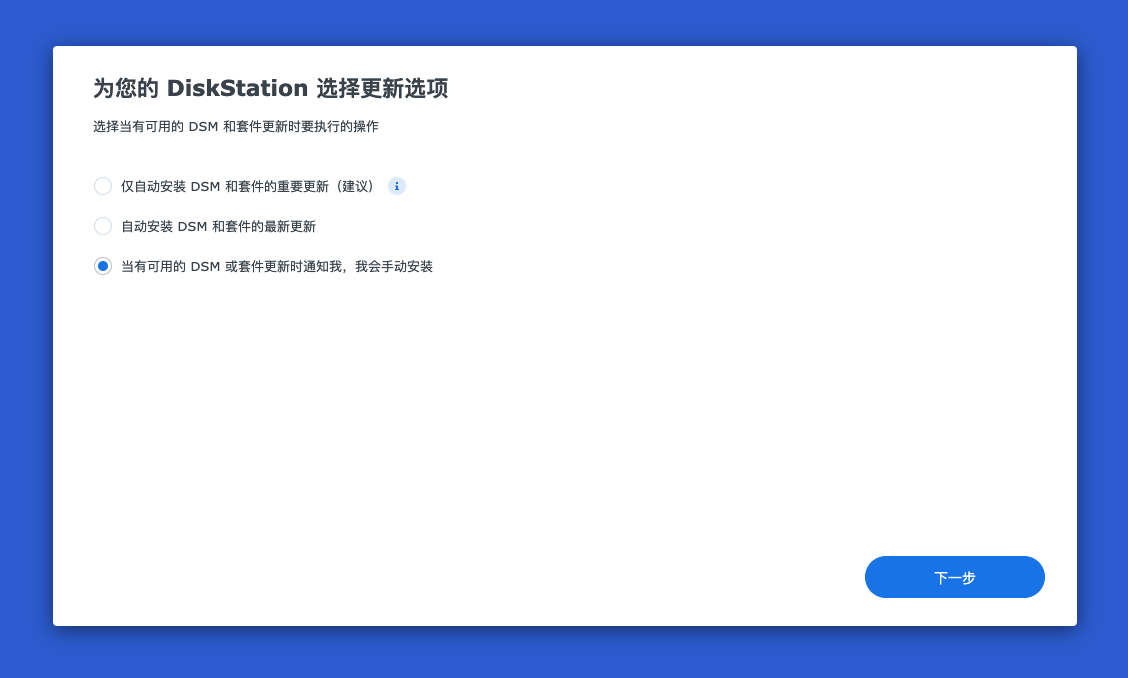 为您的 DiskStation 选择更新选项
选择当有可用的 DSM 和套件更新时要执行的操作
仅自动安装 DSM 和套件的重要更新（建议） i
自动安装 DSM 和套件的最新更新
当有可用的 DSM 或套件更新时通知我，我会手动安装
下一步